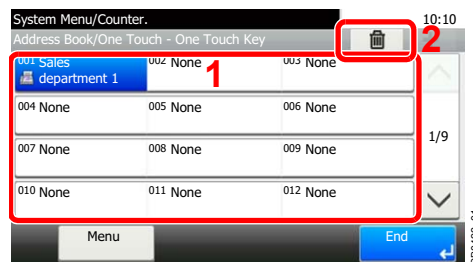 System Menu/Counter. 10:10
Address Book/One Touch - One Touch Key 2
001 Sales department 1 002 None 1 003 None
004 None 005 None 006 None
1/9
007 None 008 None 009 None
010 None 011 None 012 None
Menu End